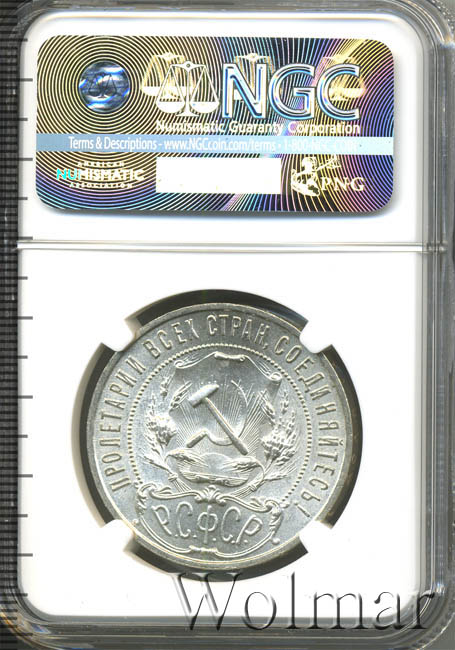 NGC
Numismatic Guaranty Corporation
Terms & Descriptions - www.NGCcoin.com/terms • 1-800-NGC-COIN
AMERICAN
NUMISMATIC
ASSOCIATION
PNG
ПРОЛЕТАРИИ ВСЕХ СТРАН, СОЕДИНЯЙТЕСЬ!
Р.С.Ф.С.Р.
Wolmar